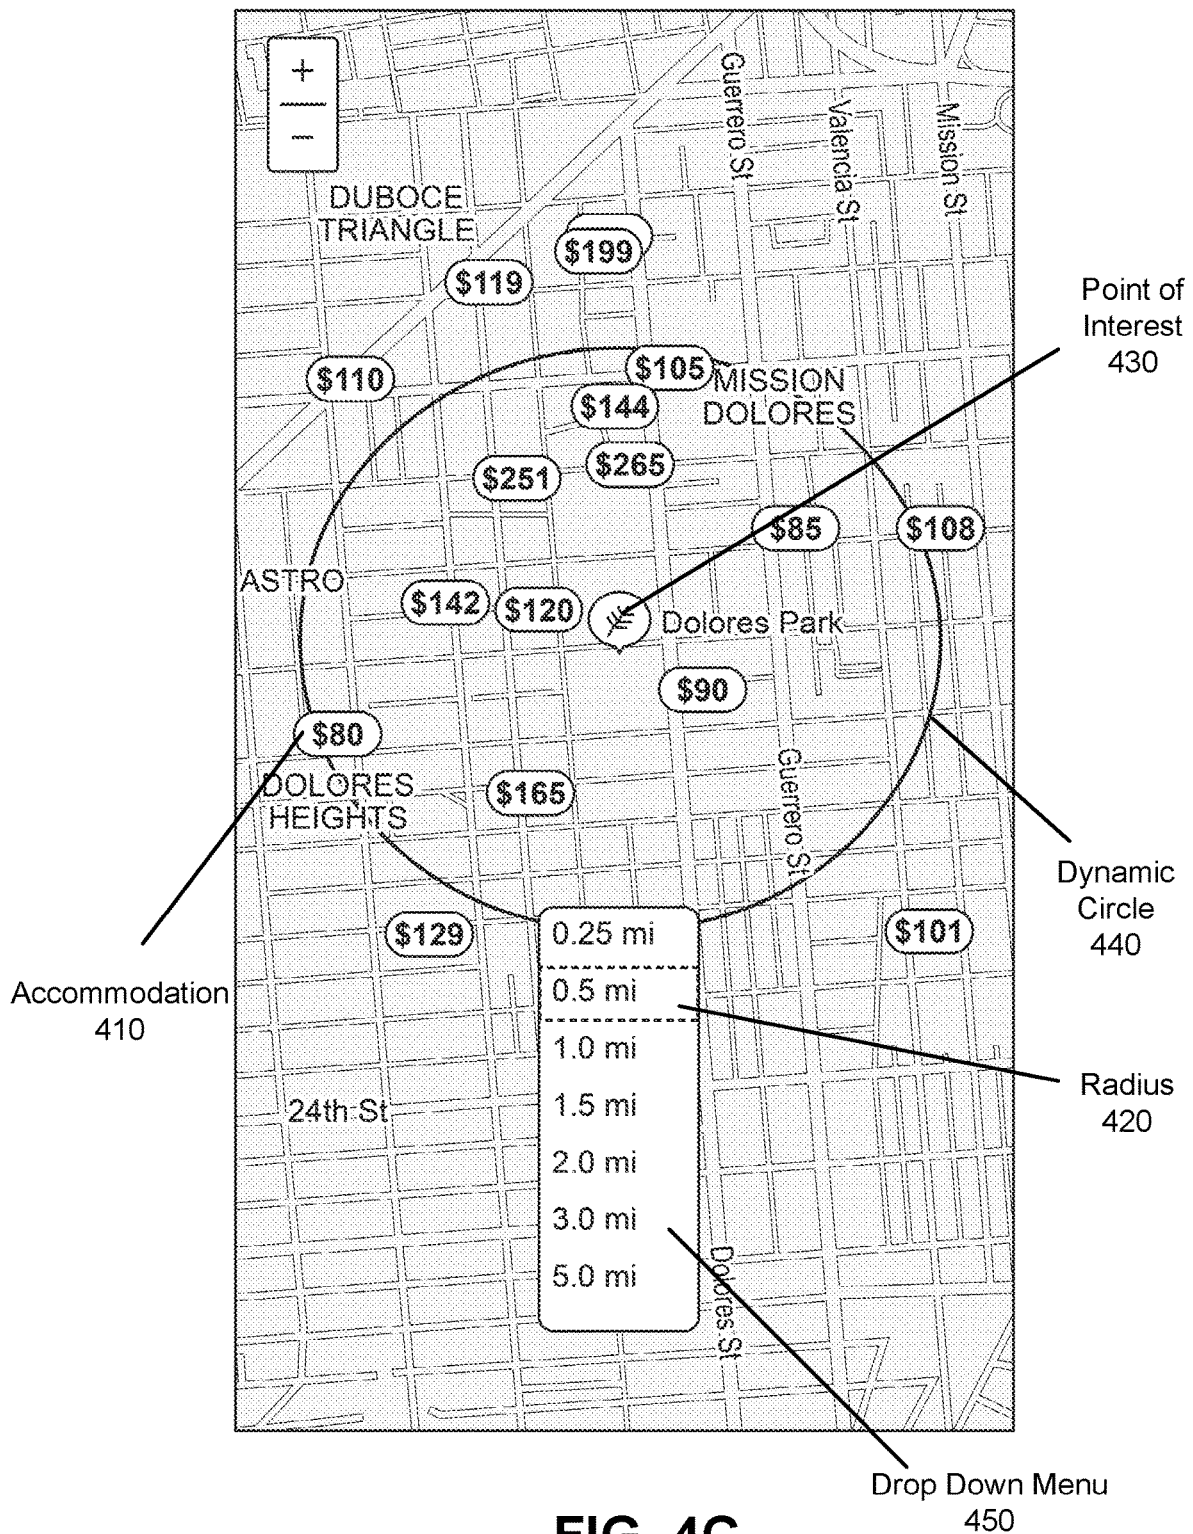 +
−
Guerrero St
Valencia St
Mission St
DUBOCE
TRIANGLE
$199
$119
Point of
Interest
430
$110
$105
MISSION
DOLORES
$144
$251
$265
$85
$108
ASTRO
$142
$120
Dolores Park
$90
$80
DOLORES
HEIGHTS
$165
Guerrero St
Dynamic
Circle
440
$129
$101
Accommodation
410
0.25 mi
0.5 mi
1.0 mi
1.5 mi
2.0 mi
3.0 mi
5.0 mi
Radius
420
24th St
Dolores St
Drop Down Menu
450
FIG. 4C